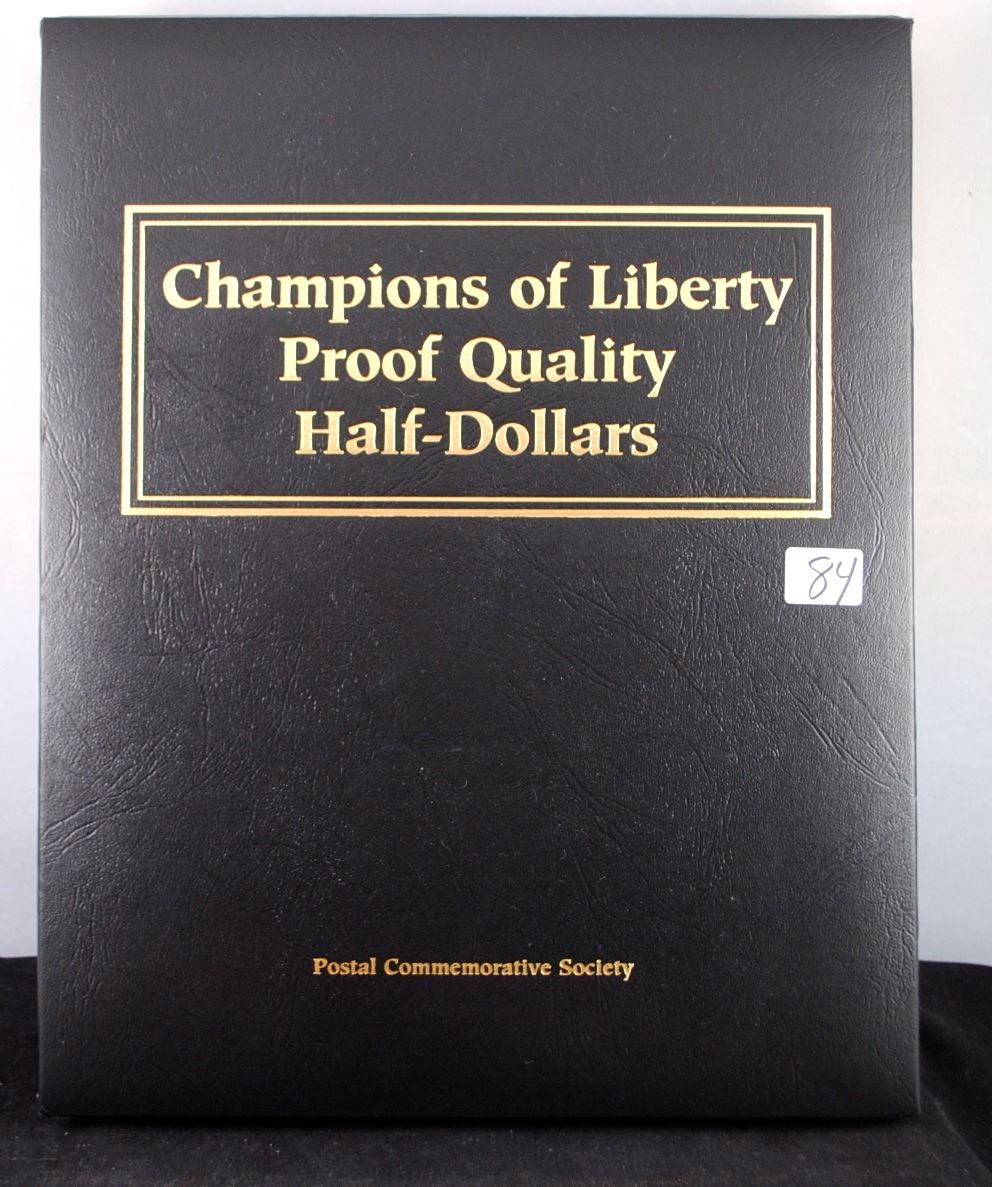 Champions of Liberty
Proof Quality
Half-Dollars
84
Postal Commemorative Society